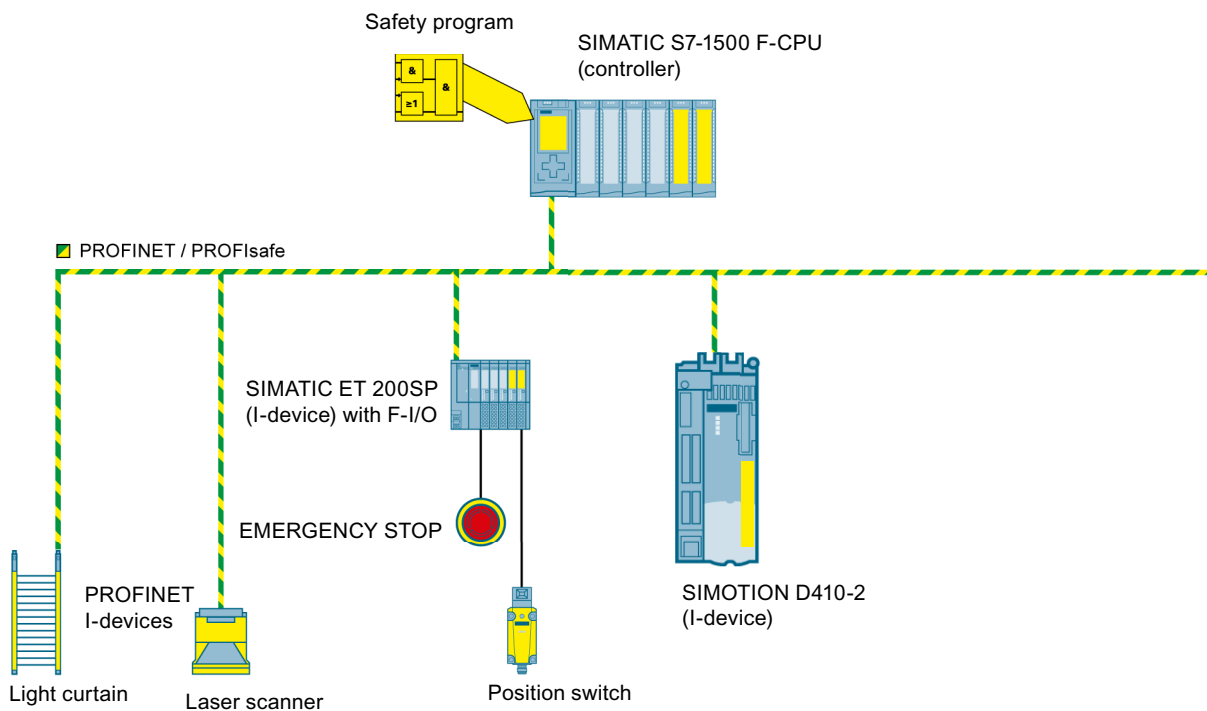 Safety program
SIMATIC S7-1500 F-CPU
(controller)
&
&
≥1
PROFINET / PROFIsafe
SIMATIC ET 200SP
(I-device) with F-I/O
EMERGENCY STOP
PROFINET
I-devices
SIMOTION D410-2
(I-device)
Light curtain
Laser scanner
Position switch